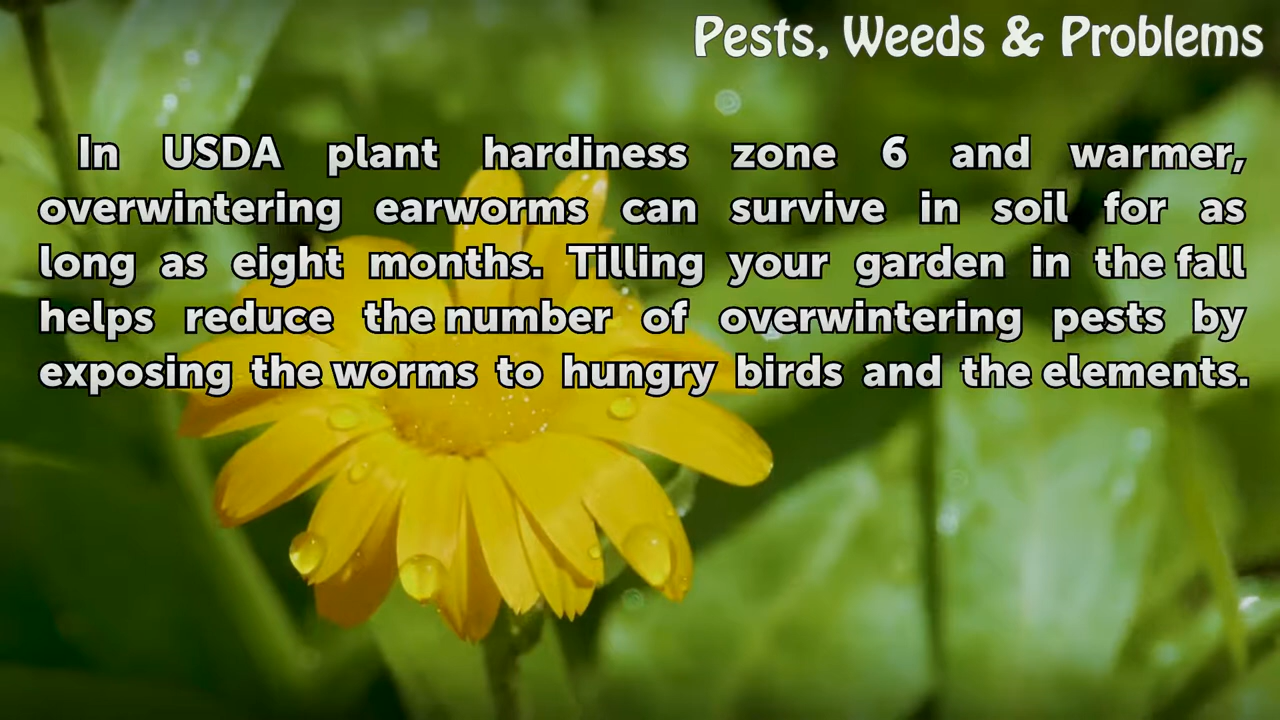 Pests, Weeds & Problems
In USDA plant hardiness zone 6 and warmer,
overwintering earworms can survive in soil for as
long as eight months. Tilling your garden in the fall
helps reduce the number of overwintering pests by
exposing the worms to hungry birds and the elements.